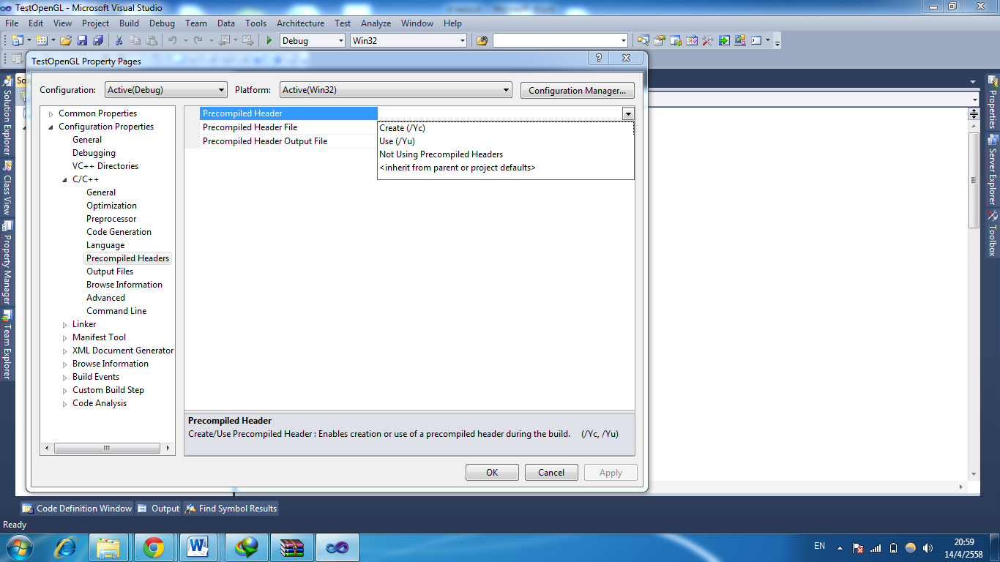 TestOpenGL - Microsoft Visual Studio
File Edit View Project Build Debug Team Data Tools Architecture Test Analyze Window Help
Debug Win32
TestOpenGL Property Pages
Configuration: Active(Debug) Platform: Active(Win32) Configuration Manager...
Common Properties
Configuration Properties
General
Debugging
VC++ Directories
C/C++
General
Optimization
Preprocessor
Code Generation
Language
Precompiled Headers
Output Files
Browse Information
Advanced
Command Line
Linker
Manifest Tool
XML Document Generator
Browse Information
Build Events
Custom Build Step
Code Analysis
Precompiled Header
Precompiled Header File
Precompiled Header Output File
Create (/Yc)
Use (/Yu)
Not Using Precompiled Headers
<inherit from parent or project defaults>
Precompiled Header
Create/Use Precompiled Header : Enables creation or use of a precompiled header during the build. (/Yc, /Yu)
OK Cancel Apply
So
Solution Explorer
Class View
Property Manager
Team Explorer
Properties
Server Explorer
Toolbox
Code Definition Window Output Find Symbol Results
Ready
EN
20:59
14/4/2558